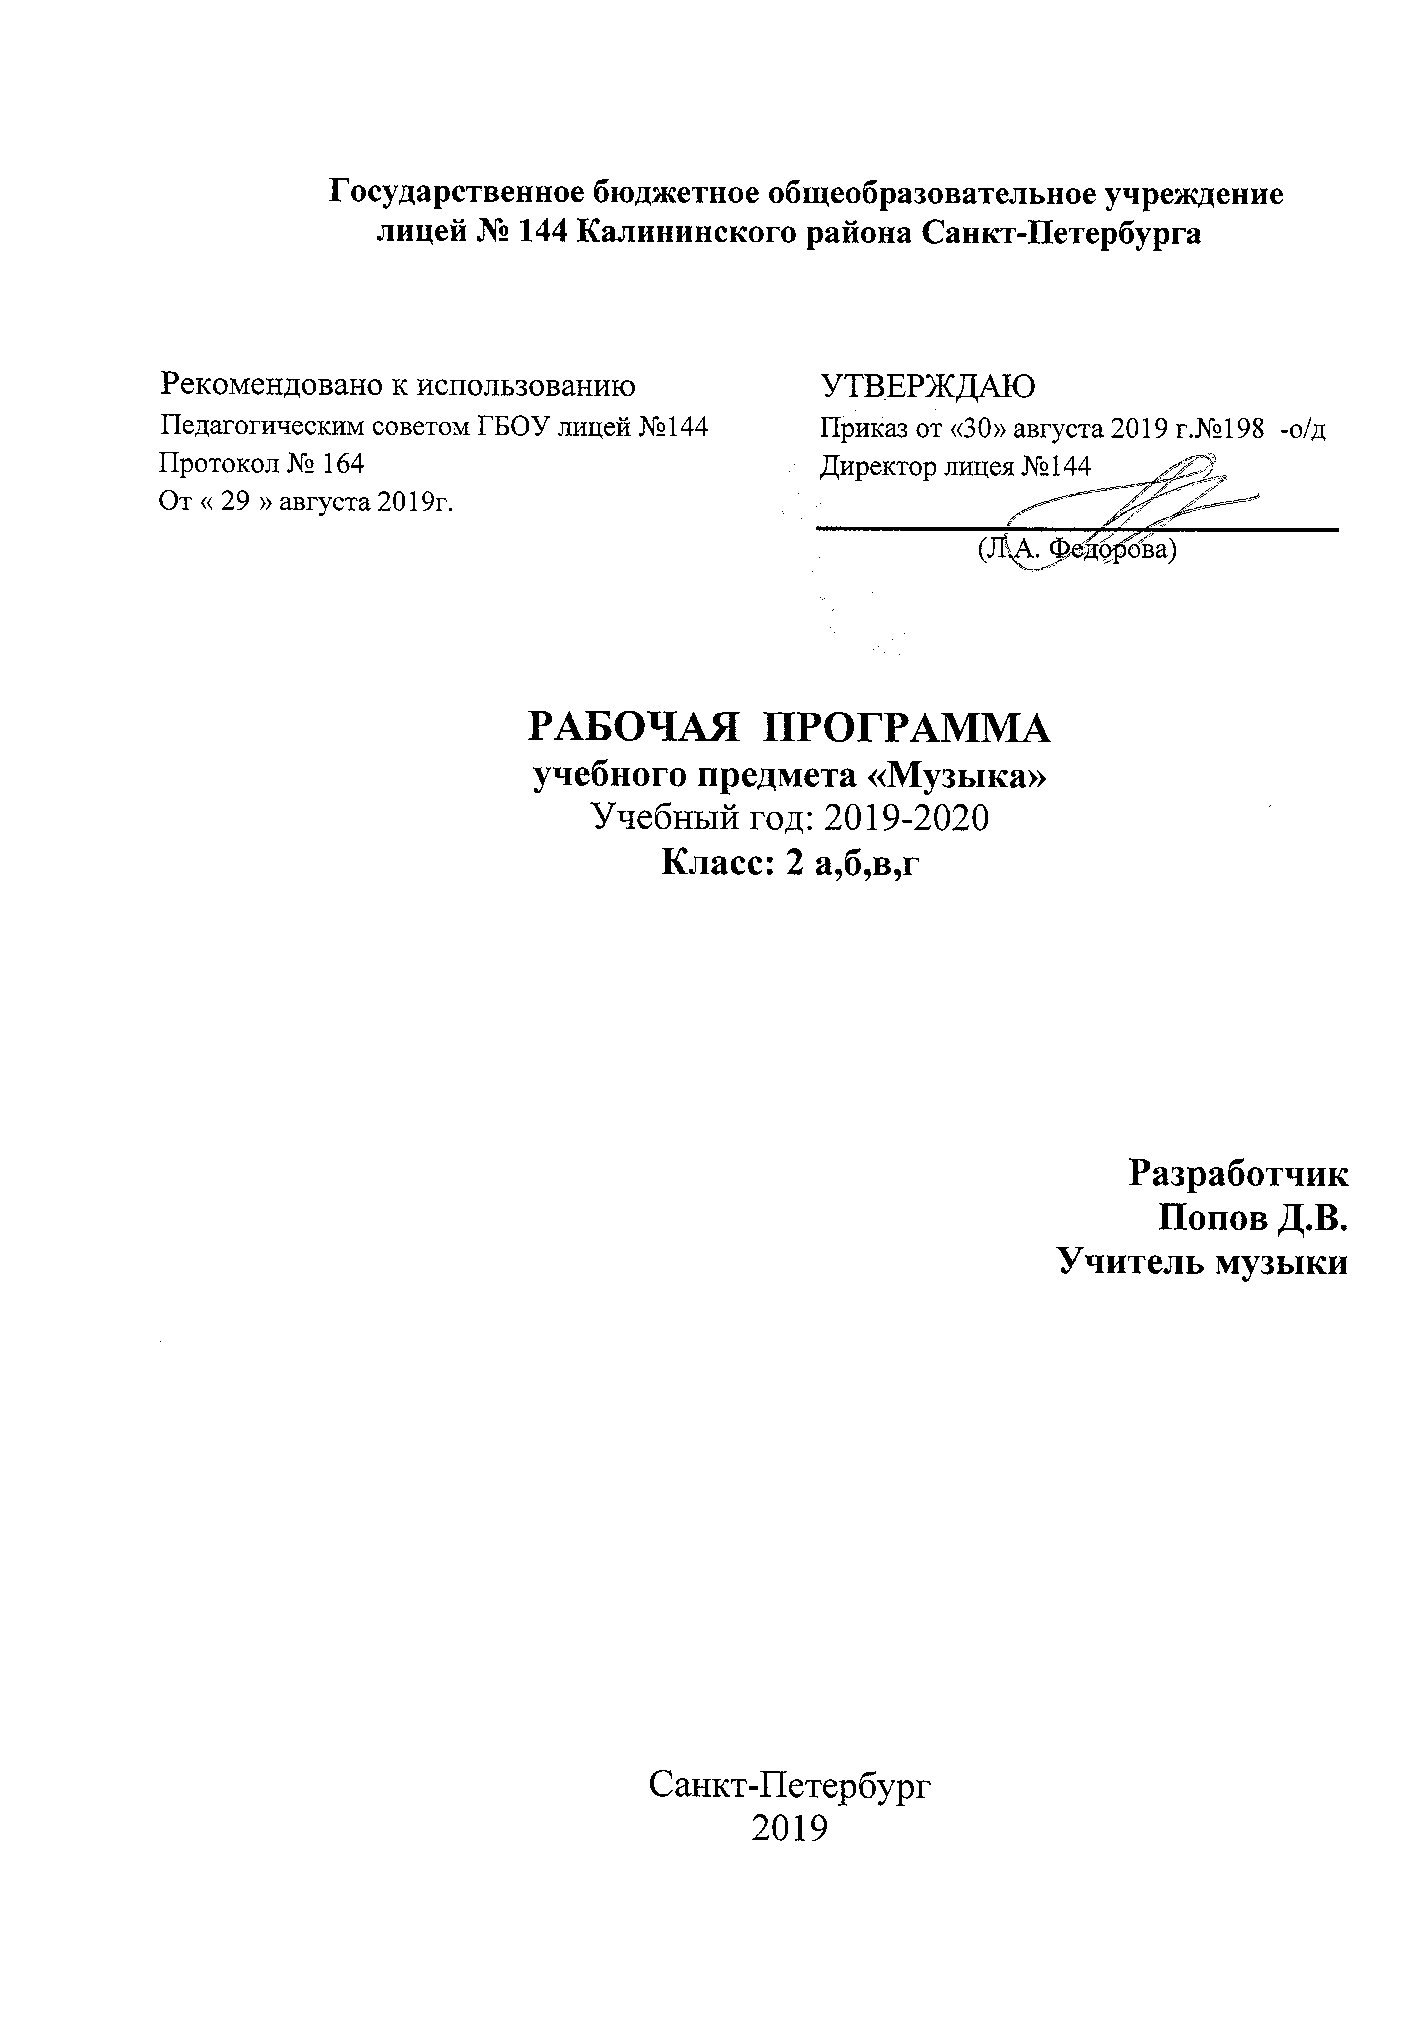 Государственное бюджетное общеобразовательное учреждение
лицей № 144 Калининского района Санкт-Петербурга
Рекомендовано к использованию
Педагогическим советом ГБОУ лицей №144
Протокол № 164
От « 29 » августа 2019г.
УТВЕРЖДАЮ
Приказ от «30» августа 2019 г.№198 -о/д
Директор лицея №144
(Л.А. Федорова)
РАБОЧАЯ ПРОГРАММА
учебного предмета «Музыка»
Учебный год: 2019-2020
Класс: 2 а,б,в,г
Разработчик
Попов Д.В.
Учитель музыки
Санкт-Петербург
2019